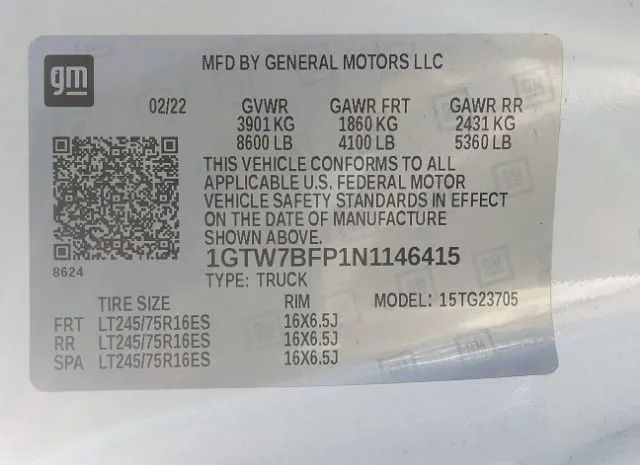 gm
MFD BY GENERAL MOTORS LLC
02/22 GVWR GAWR FRT GAWR RR
3901 KG 1860 KG 2431 KG
8600 LB 4100 LB 5360 LB
THIS VEHICLE CONFORMS TO ALL
APPLICABLE U.S. FEDERAL MOTOR
VEHICLE SAFETY STANDARDS IN EFFECT
ON THE DATE OF MANUFACTURE
SHOWN ABOVE.
1GTW7BFP1N1146415
8624
TYPE: TRUCK
TIRE SIZE RIM MODEL: 15TG23705
FRT LT245/75R16ES 16X6.5J
RR LT245/75R16ES 16X6.5J
SPA LT245/75R16ES 16X6.5J